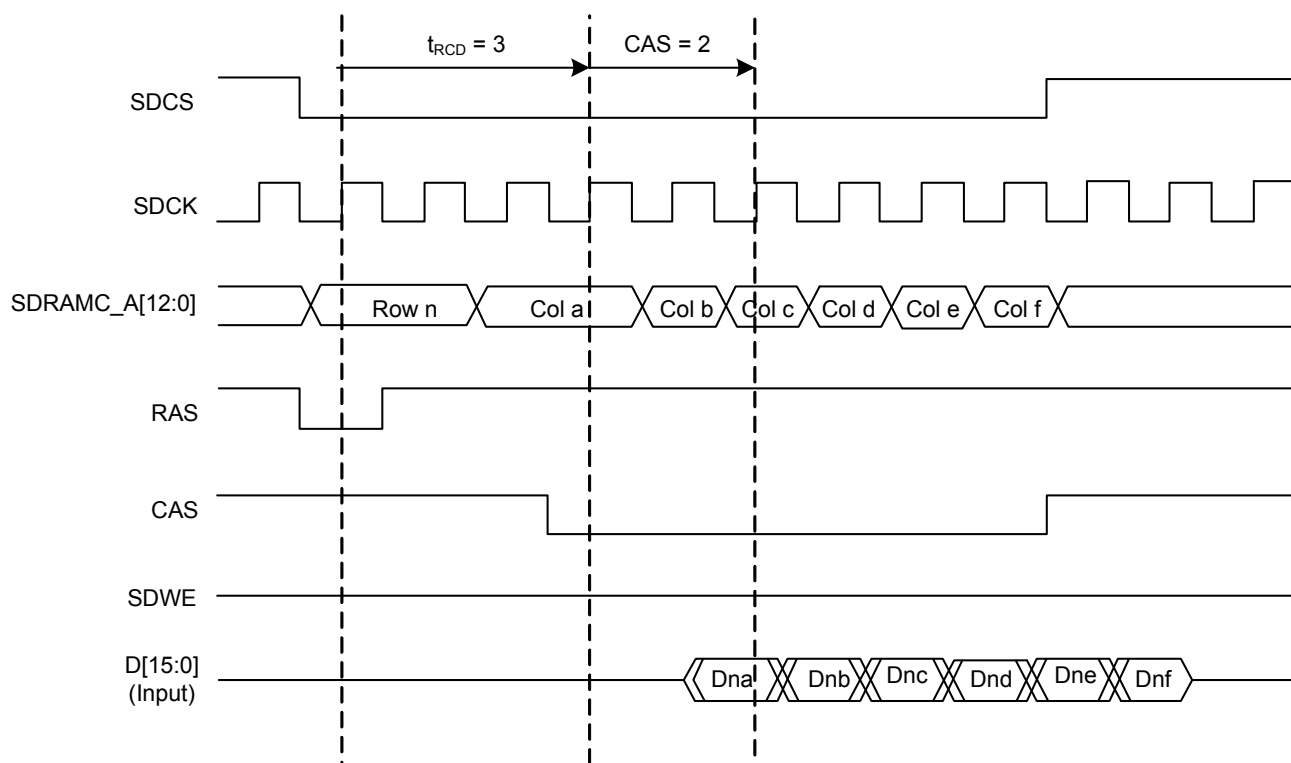 tRCD = 3
CAS = 2
SDCS
SDCK
SDRAMC_A[12:0]
Row n
Col a
Col b
Col c
Col d
Col e
Col f
RAS
CAS
SDWE
D[15:0]
(Input)
Dna
Dnb
Dnc
Dnd
Dne
Dnf